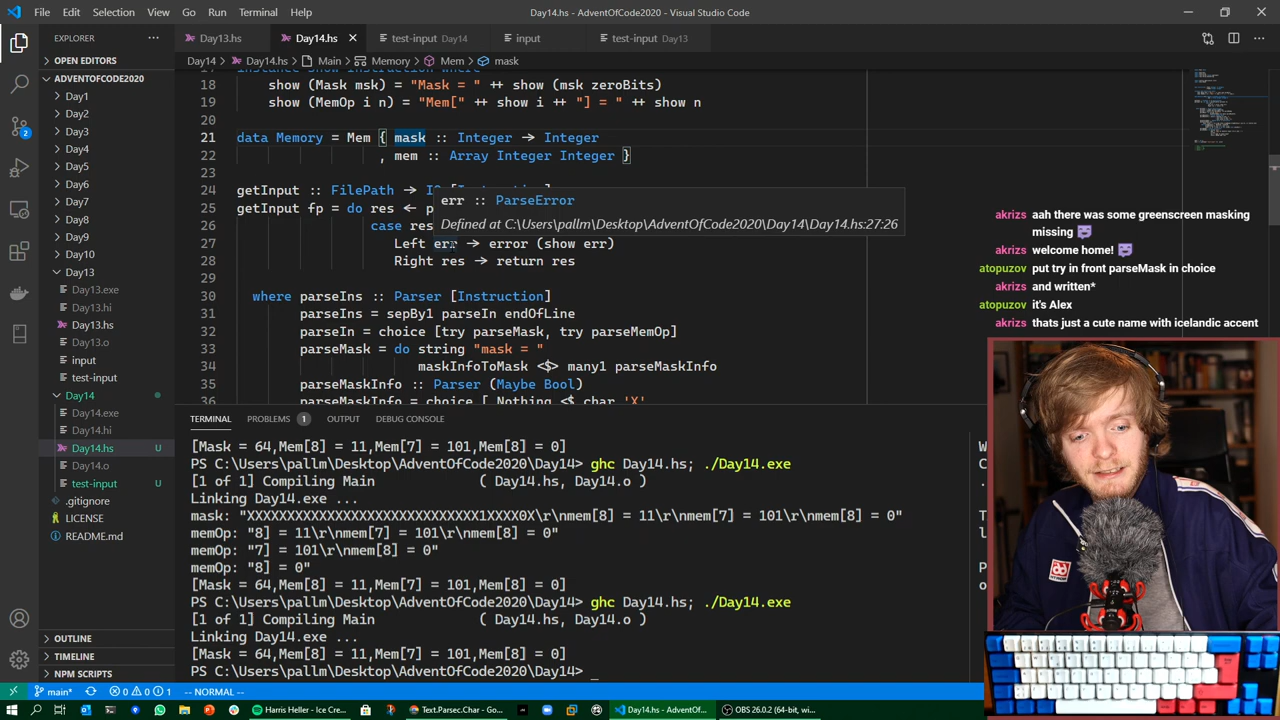 File Edit Selection View Go Run Terminal Help
Day14.hs - AdventOfCode2020 - Visual Studio Code
EXPLORER
OPEN EDITORS
ADVENTOFCODE2020
Day1
Day2
Day3
Day4
Day5
Day6
Day7
Day8
Day9
Day10
Day13
Day13.exe
Day13.hi
Day13.hs
Day13.o
input
test-input
Day14
Day14.exe
Day14.hi
Day14.hs U
Day14.o
test-input U
.gitignore
LICENSE
README.md
OUTLINE
TIMELINE
NPM SCRIPTS
2
Day13.hs Day14.hs test-input Day14 input test-input Day13
Day14 > Day14.hs > Main > Memory > Mem > mask
17 instance Show Instruction where
18 show (Mask msk) = "Mask = " ++ show (msk zeroBits)
19 show (MemOp i n) = "Mem[" ++ show i ++ "] = " ++ show n
20
21 data Memory = Mem { mask :: Integer → Integer
22 , mem :: Array Integer Integer }
23
24 getInput :: FilePath → IO [Instruction]
25 getInput fp = do res ← p
26 case res
27 Left err → error (show err)
28 Right res → return res
29
30 where parseIns :: Parser [Instruction]
31 parseIns = sepBy1 parseIn endOfLine
32 parseIn = choice [try parseMask, try parseMemOp]
33 parseMask = do string "mask = "
34 maskInfoToMask <$> many1 parseMaskInfo
35 parseMaskInfo :: Parser (Maybe Bool)
36 parseMaskInfo = choice [ Nothing <$ char 'X'
err :: ParseError
Defined at C:\Users\pallm\Desktop\AdventOfCode2020\Day14\Day14.hs:27:26
TERMINAL PROBLEMS 1 OUTPUT DEBUG CONSOLE
[Mask = 64,Mem[8] = 11,Mem[7] = 101,Mem[8] = 0]
PS C:\Users\pallm\Desktop\AdventOfCode2020\Day14> ghc Day14.hs; ./Day14.exe
[1 of 1] Compiling Main ( Day14.hs, Day14.o )
Linking Day14.exe ...
mask: "XXXXXXXXXXXXXXXXXXXXXXXXXXXXX1XXXX0X\r\nmem[8] = 11\r\nmem[7] = 101\r\nmem[8] = 0"
memOp: "8] = 11\r\nmem[7] = 101\r\nmem[8] = 0"
memOp: "7] = 101\r\nmem[8] = 0"
memOp: "8] = 0"
[Mask = 64,Mem[8] = 11,Mem[7] = 101,Mem[8] = 0]
PS C:\Users\pallm\Desktop\AdventOfCode2020\Day14> ghc Day14.hs; ./Day14.exe
[1 of 1] Compiling Main ( Day14.hs, Day14.o )
Linking Day14.exe ...
[Mask = 64,Mem[8] = 11,Mem[7] = 101,Mem[8] = 0]
PS C:\Users\pallm\Desktop\AdventOfCode2020\Day14> _
akrizs aah there was some greenscreen masking
missing
akrizs welcome home!
atopuzov put try in front parseMask in choice
akrizs and written*
atopuzov it's Alex
akrizs thats just a cute name with icelandic accent
main* 0 0 1 -- NORMAL --
Harris Heller - Ice Cre... Text.Parsec.Char - Go... Day14.hs - AdventOf... OBS 26.0.2 (64-bit, wi...